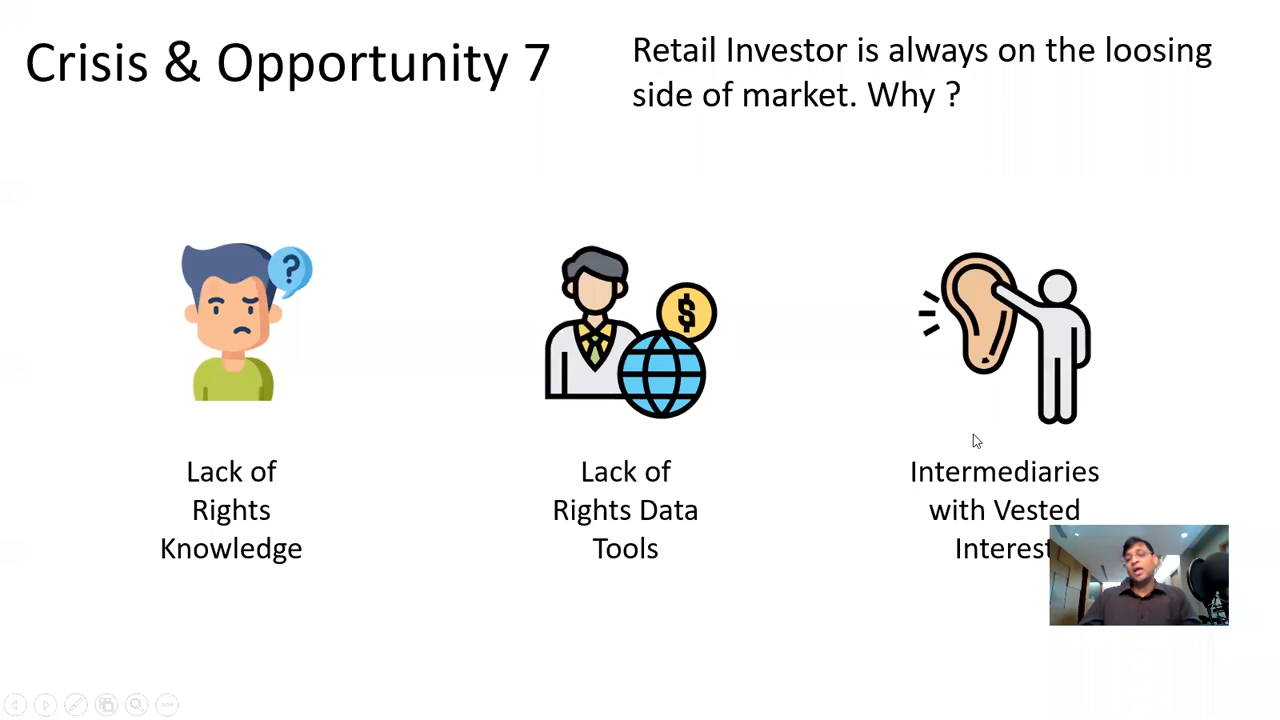 Crisis & Opportunity 7
Retail Investor is always on the loosing
side of market. Why ?
?
$
Lack of
Rights
Knowledge
Lack of
Rights Data
Tools
Intermediaries
with Vested
Interest